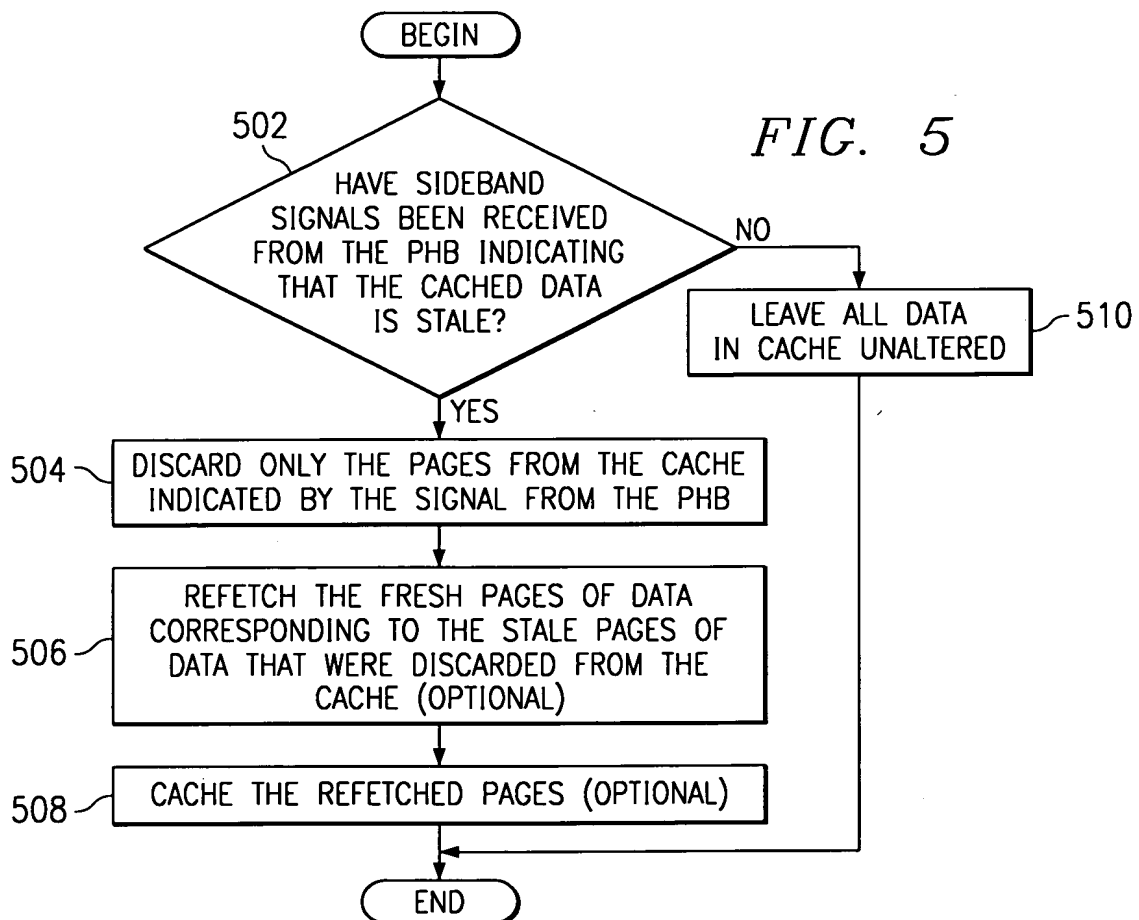 BEGIN
FIG. 5
502
HAVE SIDEBAND
SIGNALS BEEN RECEIVED
FROM THE PHB INDICATING
THAT THE CACHED DATA
IS STALE?
NO
LEAVE ALL DATA
IN CACHE UNALTERED
510
YES
504
DISCARD ONLY THE PAGES FROM THE CACHE
INDICATED BY THE SIGNAL FROM THE PHB
506
REFETCH THE FRESH PAGES OF DATA
CORRESPONDING TO THE STALE PAGES OF
DATA THAT WERE DISCARDED FROM THE
CACHE (OPTIONAL)
508
CACHE THE REFETCHED PAGES (OPTIONAL)
END